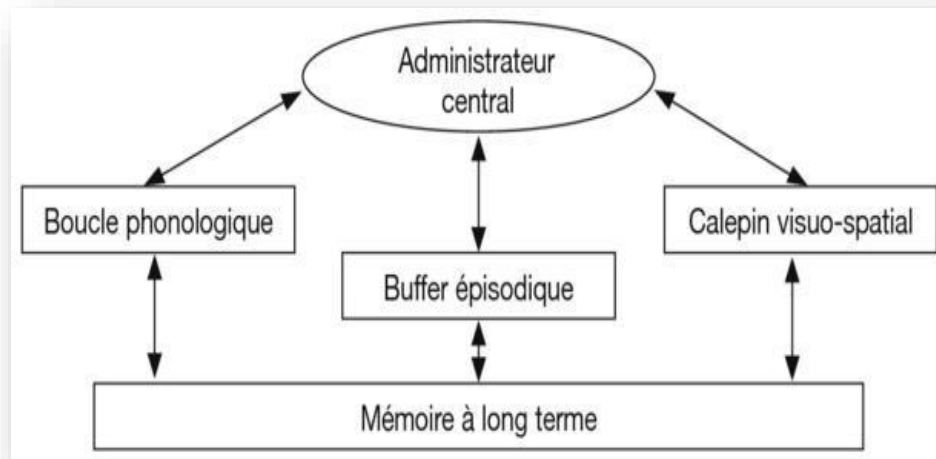 Administrateur
central
Boucle phonologique
Calepin visuo-spatial
Buffer épisodique
Mémoire à long terme